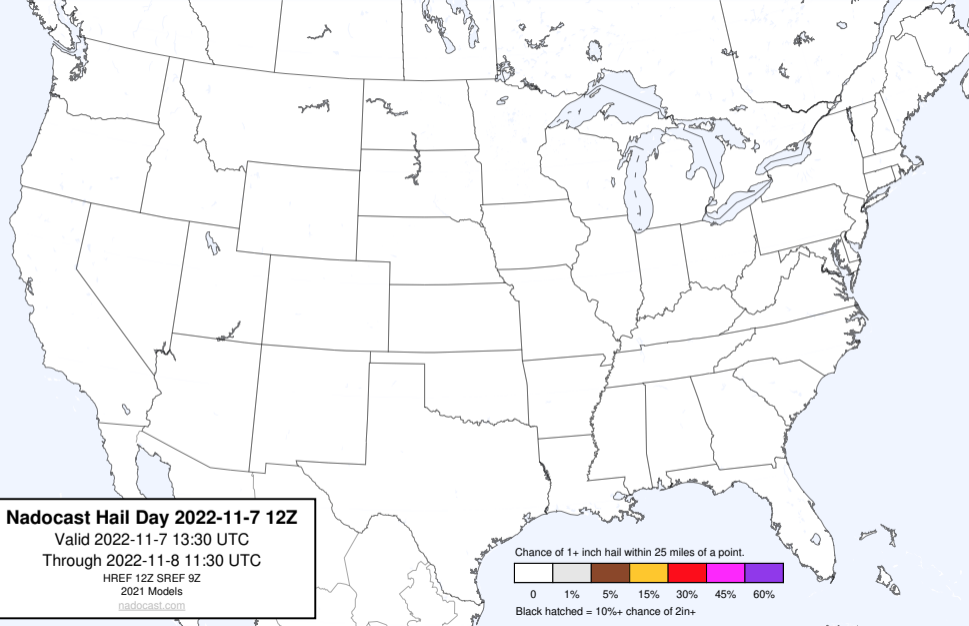 Nadocast Hail Day 2022-11-7 12Z
Valid 2022-11-7 13:30 UTC
Through 2022-11-8 11:30 UTC
HREF 12Z SREF 9Z
2021 Models
nadocast.com
Chance of 1+ inch hail within 25 miles of a point.
0 1% 5% 15% 30% 45% 60%
Black hatched = 10%+ chance of 2in+